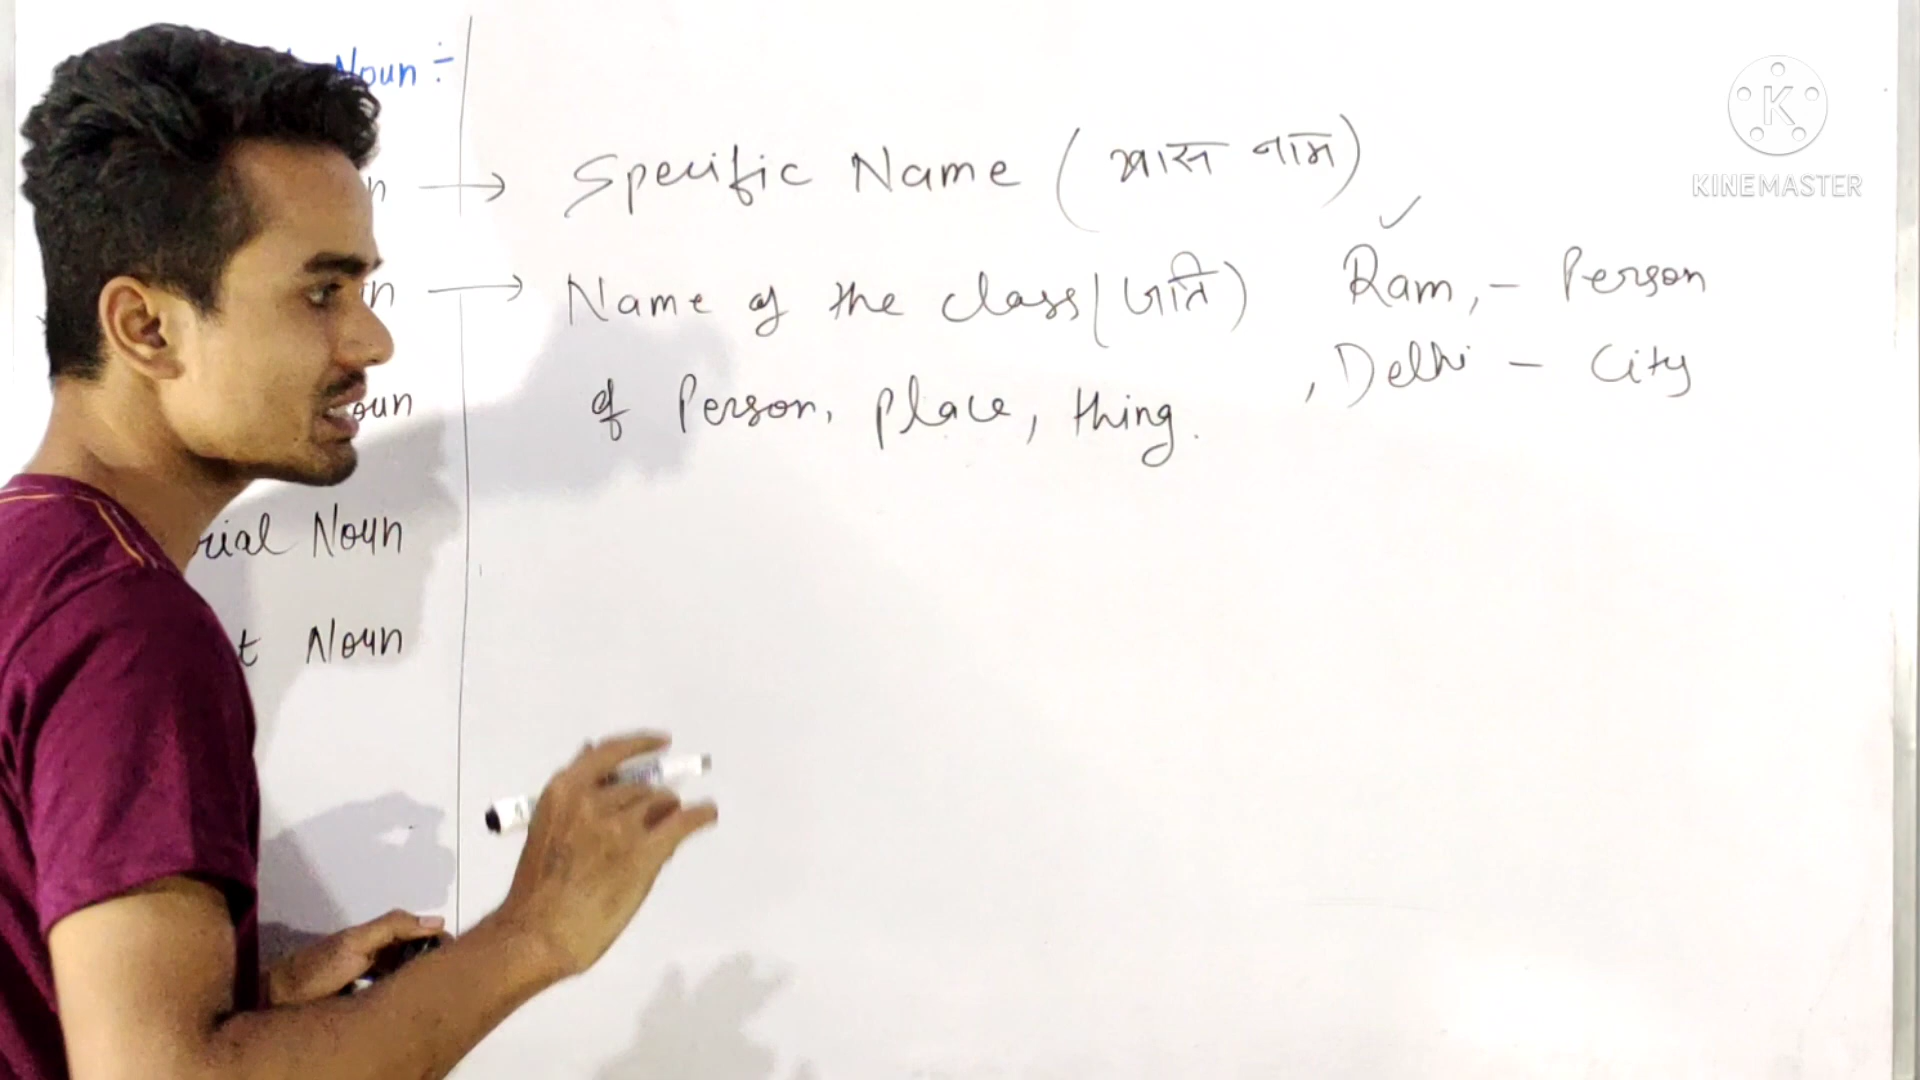 Noun :-
n → Specific Name (खास नाम)
n → Name of the class (जाति)
of Person, place, thing.
Ram, - Person
, Delhi - City
oun
rial Noun
t Noun
K
KINEMASTER